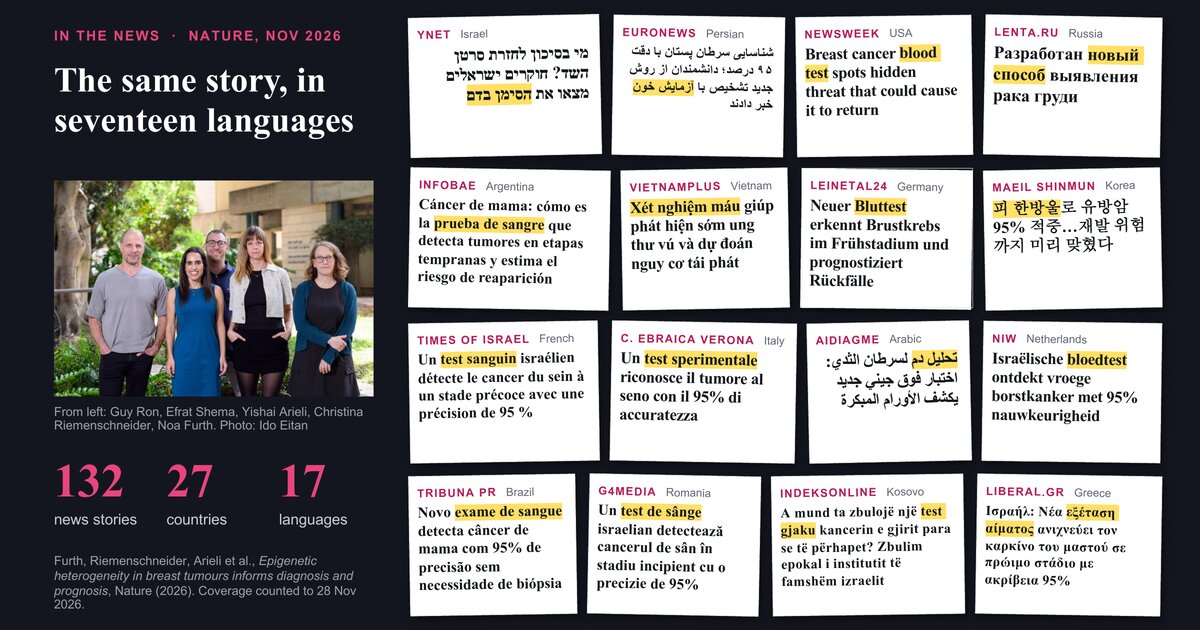 IN THE NEWS · NATURE, NOV 2026
The same story, in
seventeen languages
From left: Guy Ron, Efrat Shema, Yishai Arieli, Christina
Riemenschneider, Noa Furth. Photo: Ido Eitan
132
news stories
27
countries
17
languages
Furth, Riemenschneider, Arieli et al., Epigenetic
heterogeneity in breast tumours informs diagnosis and
prognosis, Nature (2026). Coverage counted to 28 Nov
2026.
YNET Israel
מי בסיכון לחזרת סרטן
השד? חוקרים ישראלים
מצאו את הסימן בדם
EURONEWS Persian
شناسایی سرطان پستان با دقت
۹۵ درصد؛ دانشمندان از روش
جدید تشخیص با آزمایش خون
خبر دادند
NEWSWEEK USA
Breast cancer blood
test spots hidden
threat that could cause
it to return
LENTA.RU Russia
Разработан новый
способ выявления
рака груди
INFOBAE Argentina
Cáncer de mama: cómo es
la prueba de sangre que
detecta tumores en etapas
tempranas y estima el
riesgo de reaparición
VIETNAMPLUS Vietnam
Xét nghiệm máu giúp
phát hiện sớm ung
thư vú và dự đoán
nguy cơ tái phát
LEINETAL24 Germany
Neuer Bluttest
erkennt Brustkrebs
im Frühstadium und
prognostiziert
Rückfälle
MAEIL SHINMUN Korea
피 한방울로 유방암
95% 적중…재발 위험
까지 미리 맞혔다
TIMES OF ISRAEL French
Un test sanguin israélien
détecte le cancer du sein à
un stade précoce avec une
précision de 95 %
C. EBRAICA VERONA Italy
Un test sperimentale
riconosce il tumore al
seno con il 95% di
accuratezza
AIDIAGME Arabic
تحليل دم لسرطان الثدي:
اختبار فوق جيني جديد
يكشف الأورام المبكرة
NIW Netherlands
Israëlische bloedtest
ontdekt vroege
borstkanker met 95%
nauwkeurigheid
TRIBUNA PR Brazil
Novo exame de sangue
detecta câncer de
mama com 95% de
precisão sem
necessidade de biópsia
G4MEDIA Romania
Un test de sânge
israelian detectează
cancerul de sân în
stadiu incipient cu o
precizie de 95%
INDEKSONLINE Kosovo
A mund ta zbulojë një test
gjaku kancerin e gjirit para
se të përhapet? Zbulim
epokal i institutit të
famshëm izraelit
LIBERAL.GR Greece
Ισραήλ: Νέα εξέταση
αίματος ανιχνεύει τον
καρκίνο του μαστού σε
πρώιμο στάδιο με
ακρίβεια 95%